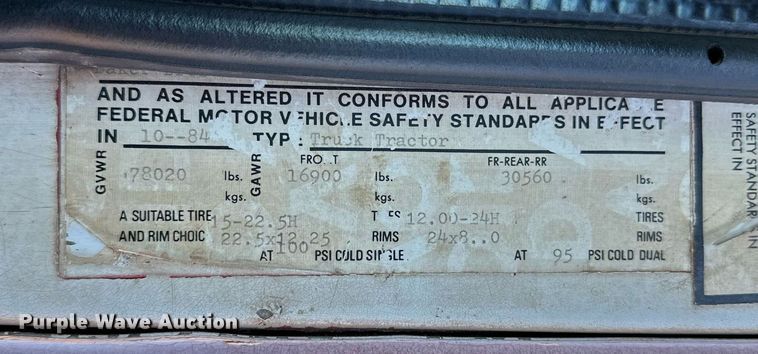 AND AS ALTERED IT CONFORMS TO ALL APPLICA E
FEDERAL MOTOR VEHICLE SAFETY STANDARDS IN EFFECT
IN 10--84 TYP : Truck Tractor
GVWR 78020 lbs. kgs.
GAWR FRO T 16900 lbs. kgs.
FR-REAR-RR 30560 lbs. kgs.
A SUITABLE TIRE 15-22.5H T ES 12.00-24H TIRES
AND RIM CHOIC 22.5x12.25 RIMS 24x8. 0 RIMS
AT 100 PSI COLD SINGLE AT 95 PSI COLD DUAL
SAFETY STANDAR IN
EFFECT IN
Purple Wave Auction